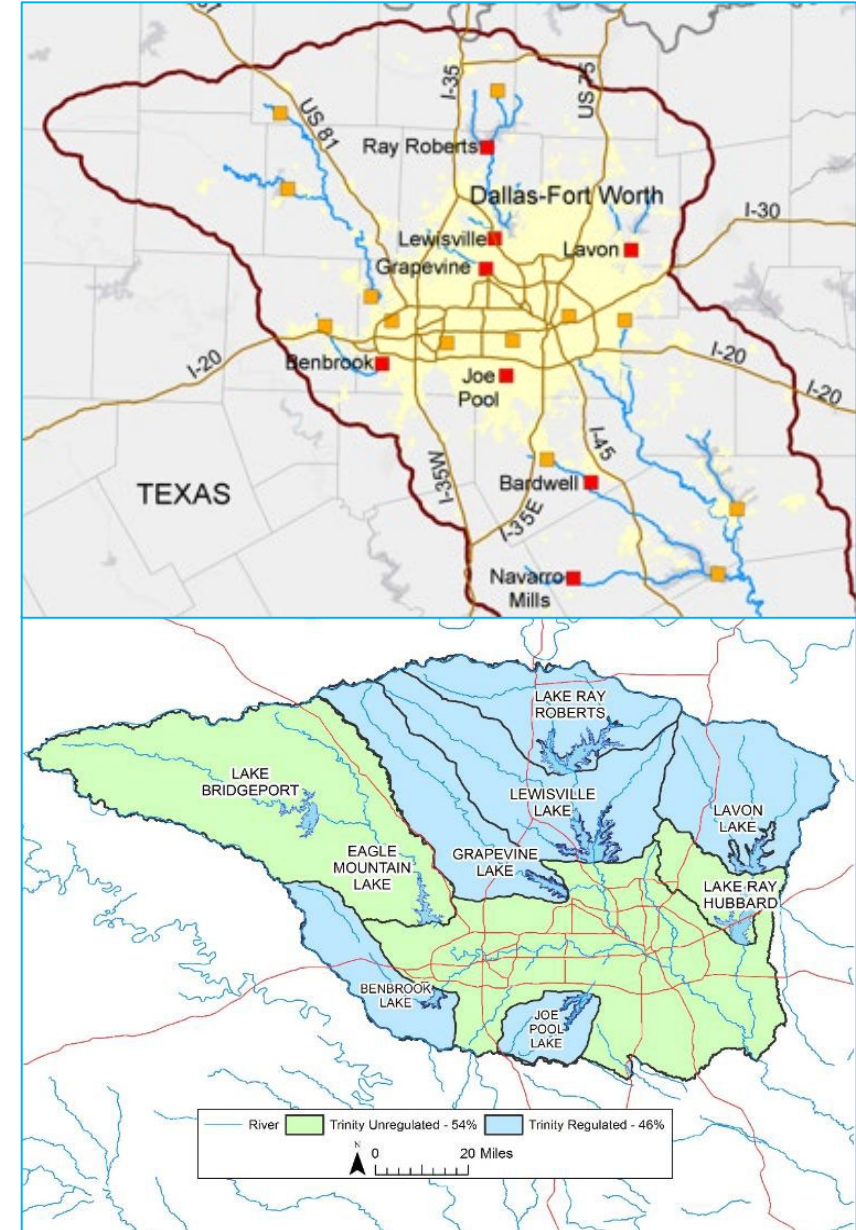 I-35
US 75
US 81
Ray Roberts
Dallas-Fort Worth
I-30
Lewisville
Lavon
Grapevine
I-20
Benbrook
Joe
Pool
I-20
I-20
I-45
I-35W
Bardwell
TEXAS
I-35E
Navarro
Mills
LAKE RAY
ROBERTS
LAKE
BRIDGEPORT
LEWISVILLE
LAKE
LAVON
LAKE
EAGLE
MOUNTAIN
LAKE
GRAPEVINE
LAKE
LAKE RAY
HUBBARD
BENBROOK
LAKE
JOE
POOL
LAKE
River Trinity Unregulated - 54% Trinity Regulated - 46%
N
0 20 Miles